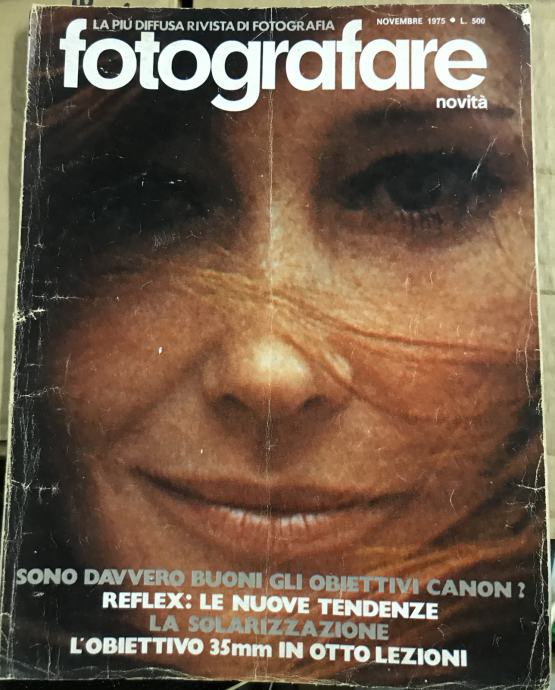 LA PIÚ DIFFUSA RIVISTA DI FOTOGRAFIA
NOVEMBRE 1975 • L. 500
fotografare
novità
SONO DAVVERO BUONI GLI OBIETTIVI CANON?
REFLEX: LE NUOVE TENDENZE
LA SOLARIZZAZIONE
L'OBIETTIVO 35mm IN OTTO LEZIONI